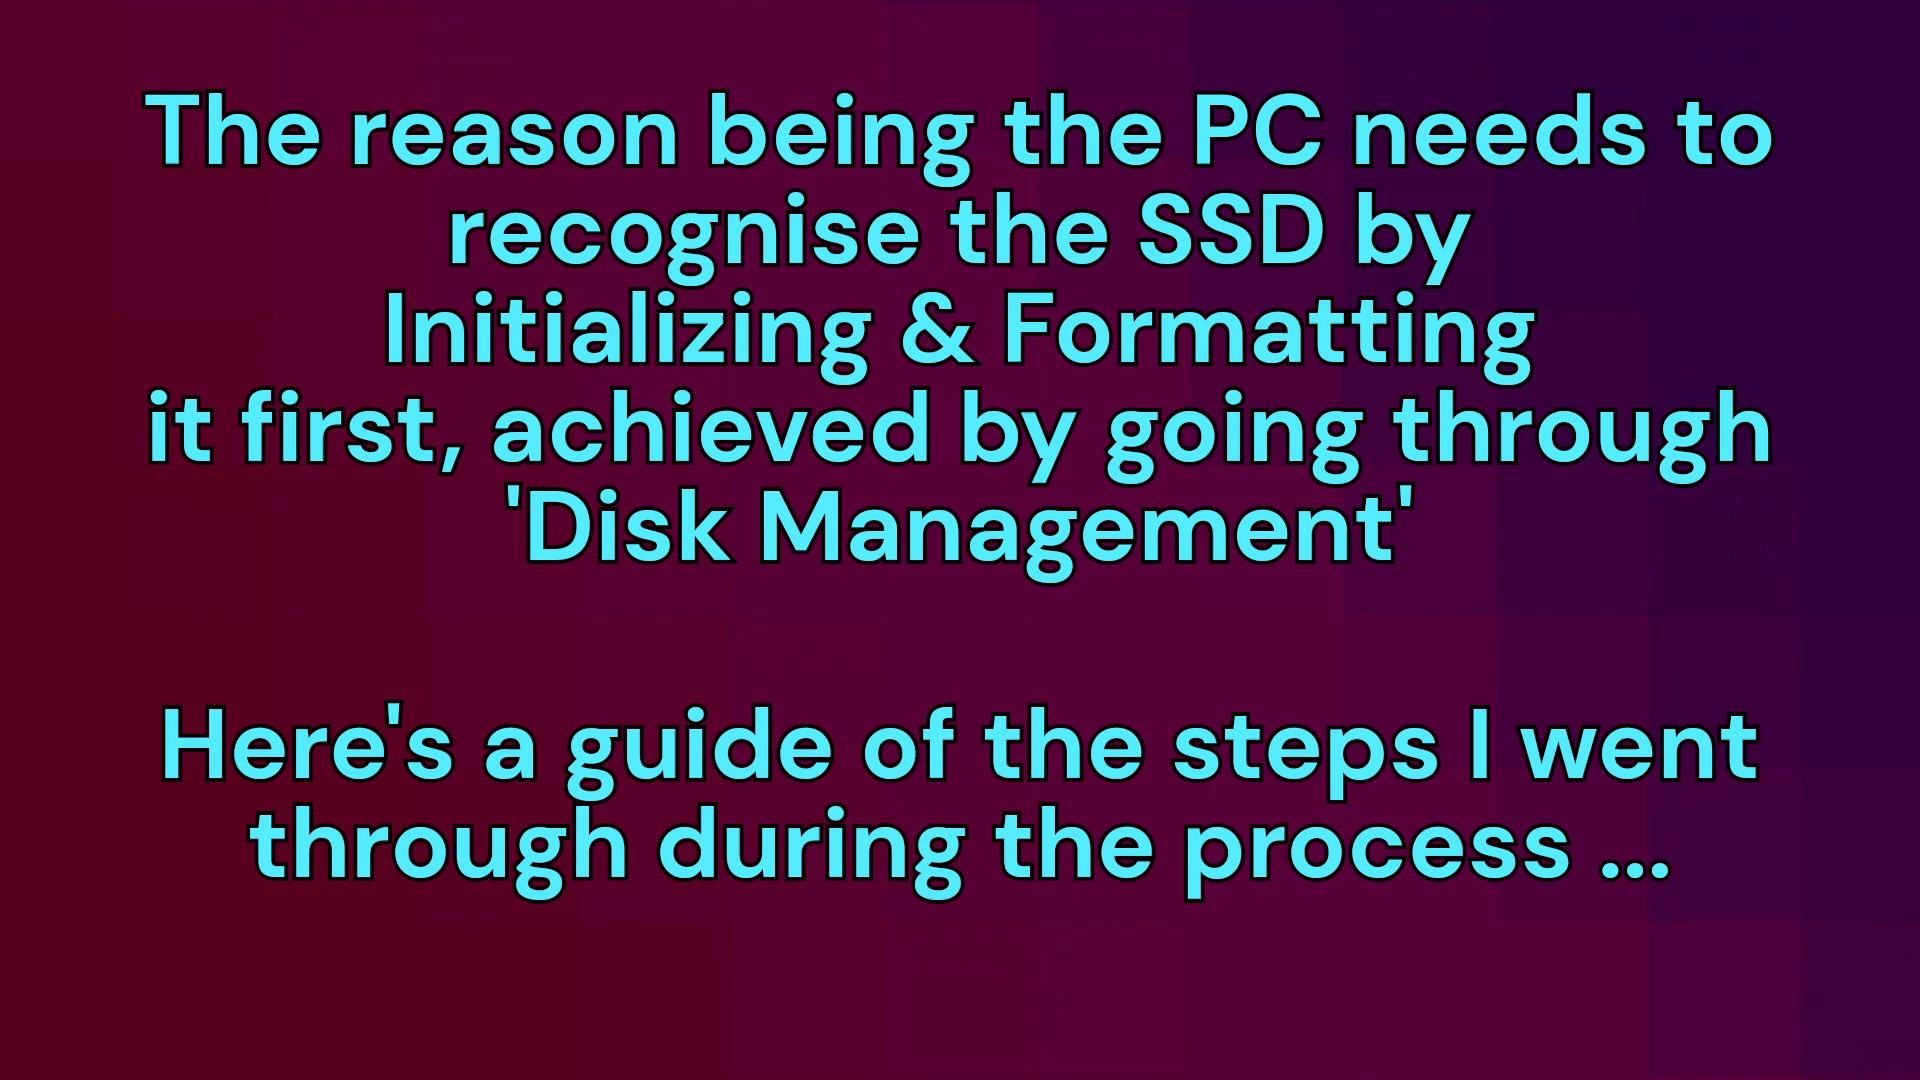 The reason being the PC needs to
recognise the SSD by
Initializing & Formatting
it first, achieved by going through
'Disk Management'
Here's a guide of the steps I went
through during the process ...